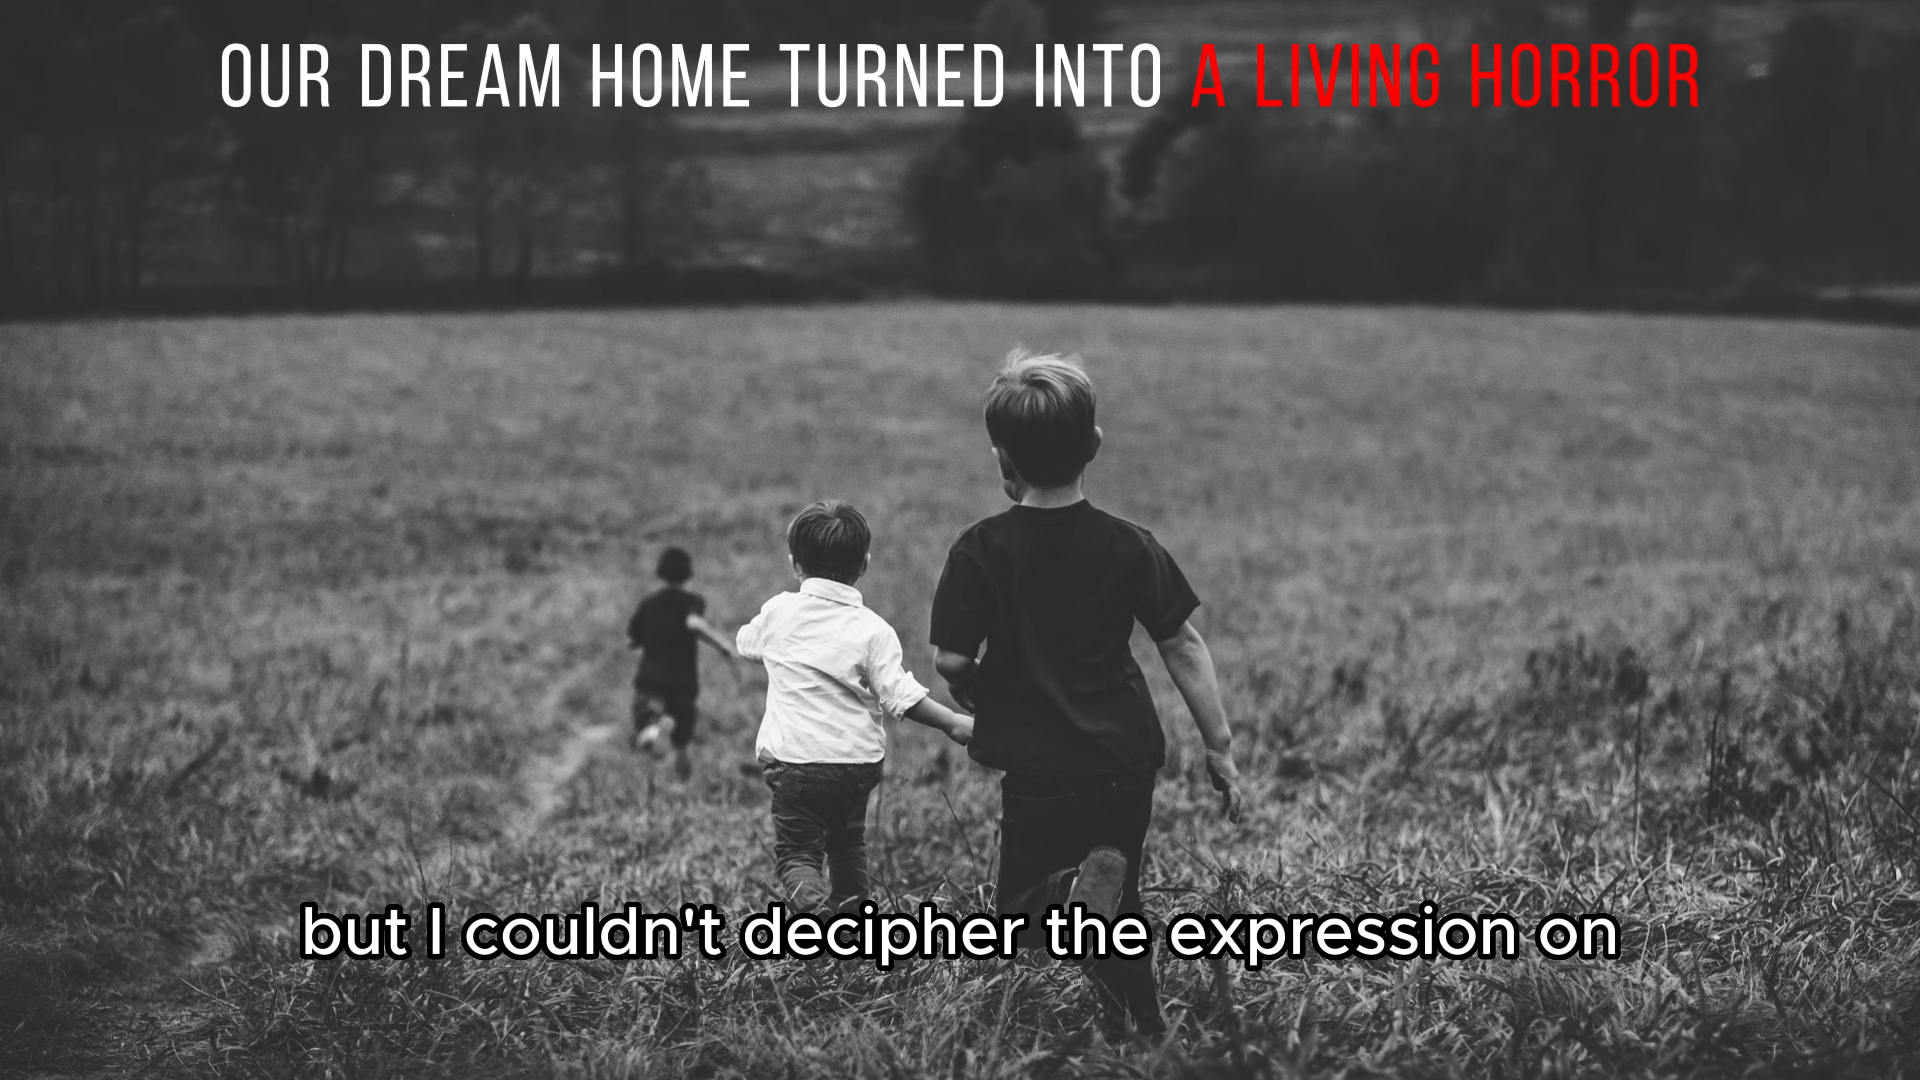 OUR DREAM HOME TURNED INTO A LIVING HORROR
but I couldn't decipher the expression on